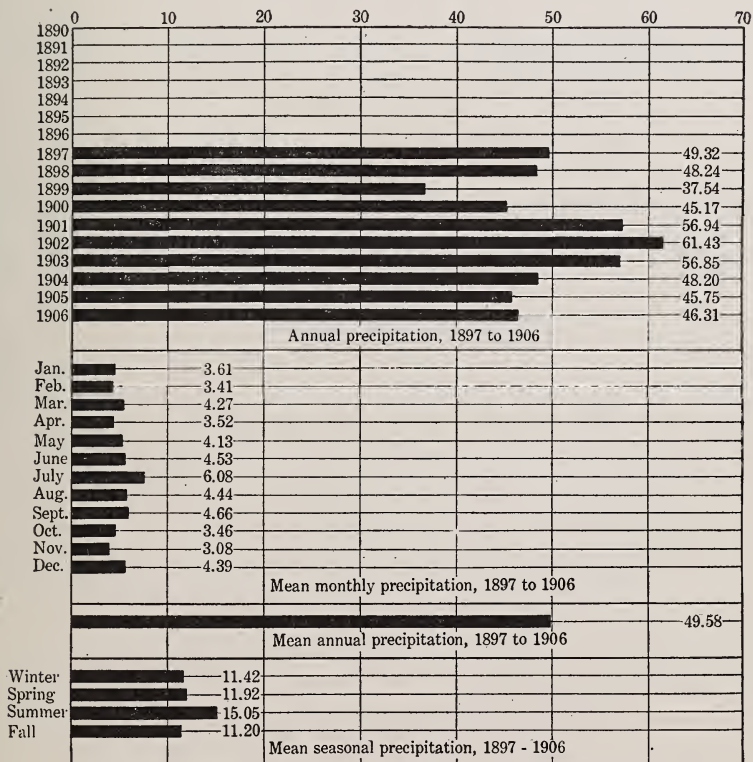 0 10 20 30 40 50 60 70
1890
1891
1892
1893
1894
1895
1896
1897 49.32
1898 48.24
1899 37.54
1900 45.17
1901 56.94
1902 61.43
1903 56.85
1904 48.20
1905 45.75
1906 46.31
Annual precipitation, 1897 to 1906
Jan. 3.61
Feb. 3.41
Mar. 4.27
Apr. 3.52
May 4.13
June 4.53
July 6.08
Aug. 4.44
Sept. 4.66
Oct. 3.46
Nov. 3.08
Dec. 4.39
Mean monthly precipitation, 1897 to 1906
49.58
Mean annual precipitation, 1897 to 1906
Winter 11.42
Spring 11.92
Summer 15.05
Fall 11.20
Mean seasonal precipitation, 1897 - 1906